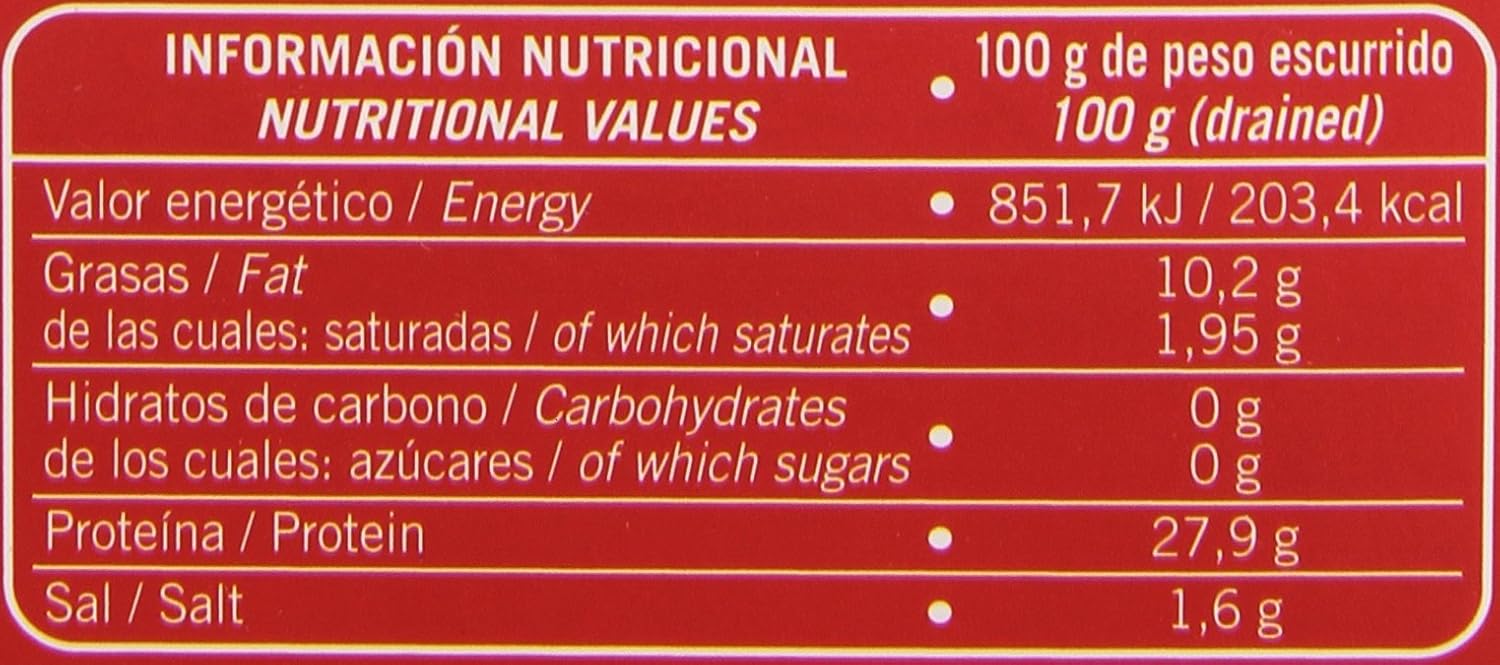 INFORMACIÓN NUTRICIONAL • 100 g de peso escurrido
NUTRITIONAL VALUES 100 g (drained)
Valor energético / Energy • 851,7 kJ / 203,4 kcal
Grasas / Fat • 10,2 g
de las cuales: saturadas / of which saturates 1,95 g
Hidratos de carbono / Carbohydrates • 0 g
de los cuales: azúcares / of which sugars 0 g
Proteína / Protein • 27,9 g
Sal / Salt • 1,6 g